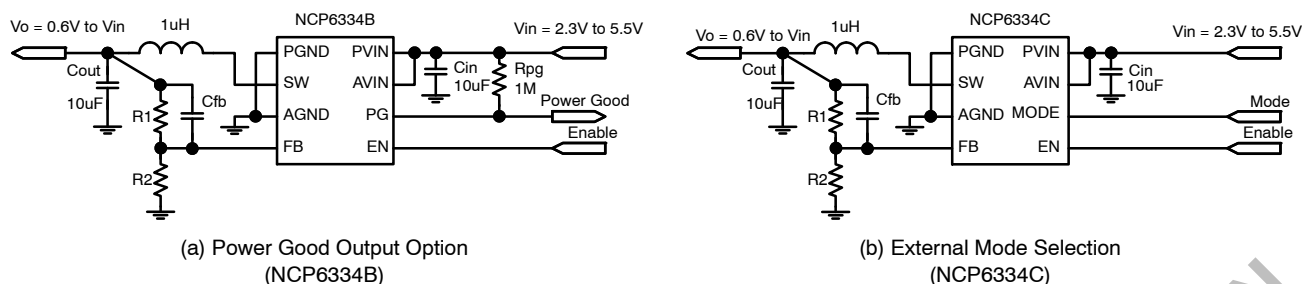 NCP6334B
Vo = 0.6V to Vin
1uH
Vin = 2.3V to 5.5V
PGND
PVIN
Cout
10uF
SW
AVIN
Cin
10uF
Rpg
1M
R1
Cfb
AGND
PG
Power Good
FB
EN
Enable
R2
(a) Power Good Output Option
(NCP6334B)
NCP6334C
Vo = 0.6V to Vin
1uH
Vin = 2.3V to 5.5V
PGND
PVIN
Cout
10uF
SW
AVIN
Cin
10uF
R1
Cfb
AGND
MODE
Mode
FB
EN
Enable
R2
(b) External Mode Selection
(NCP6334C)